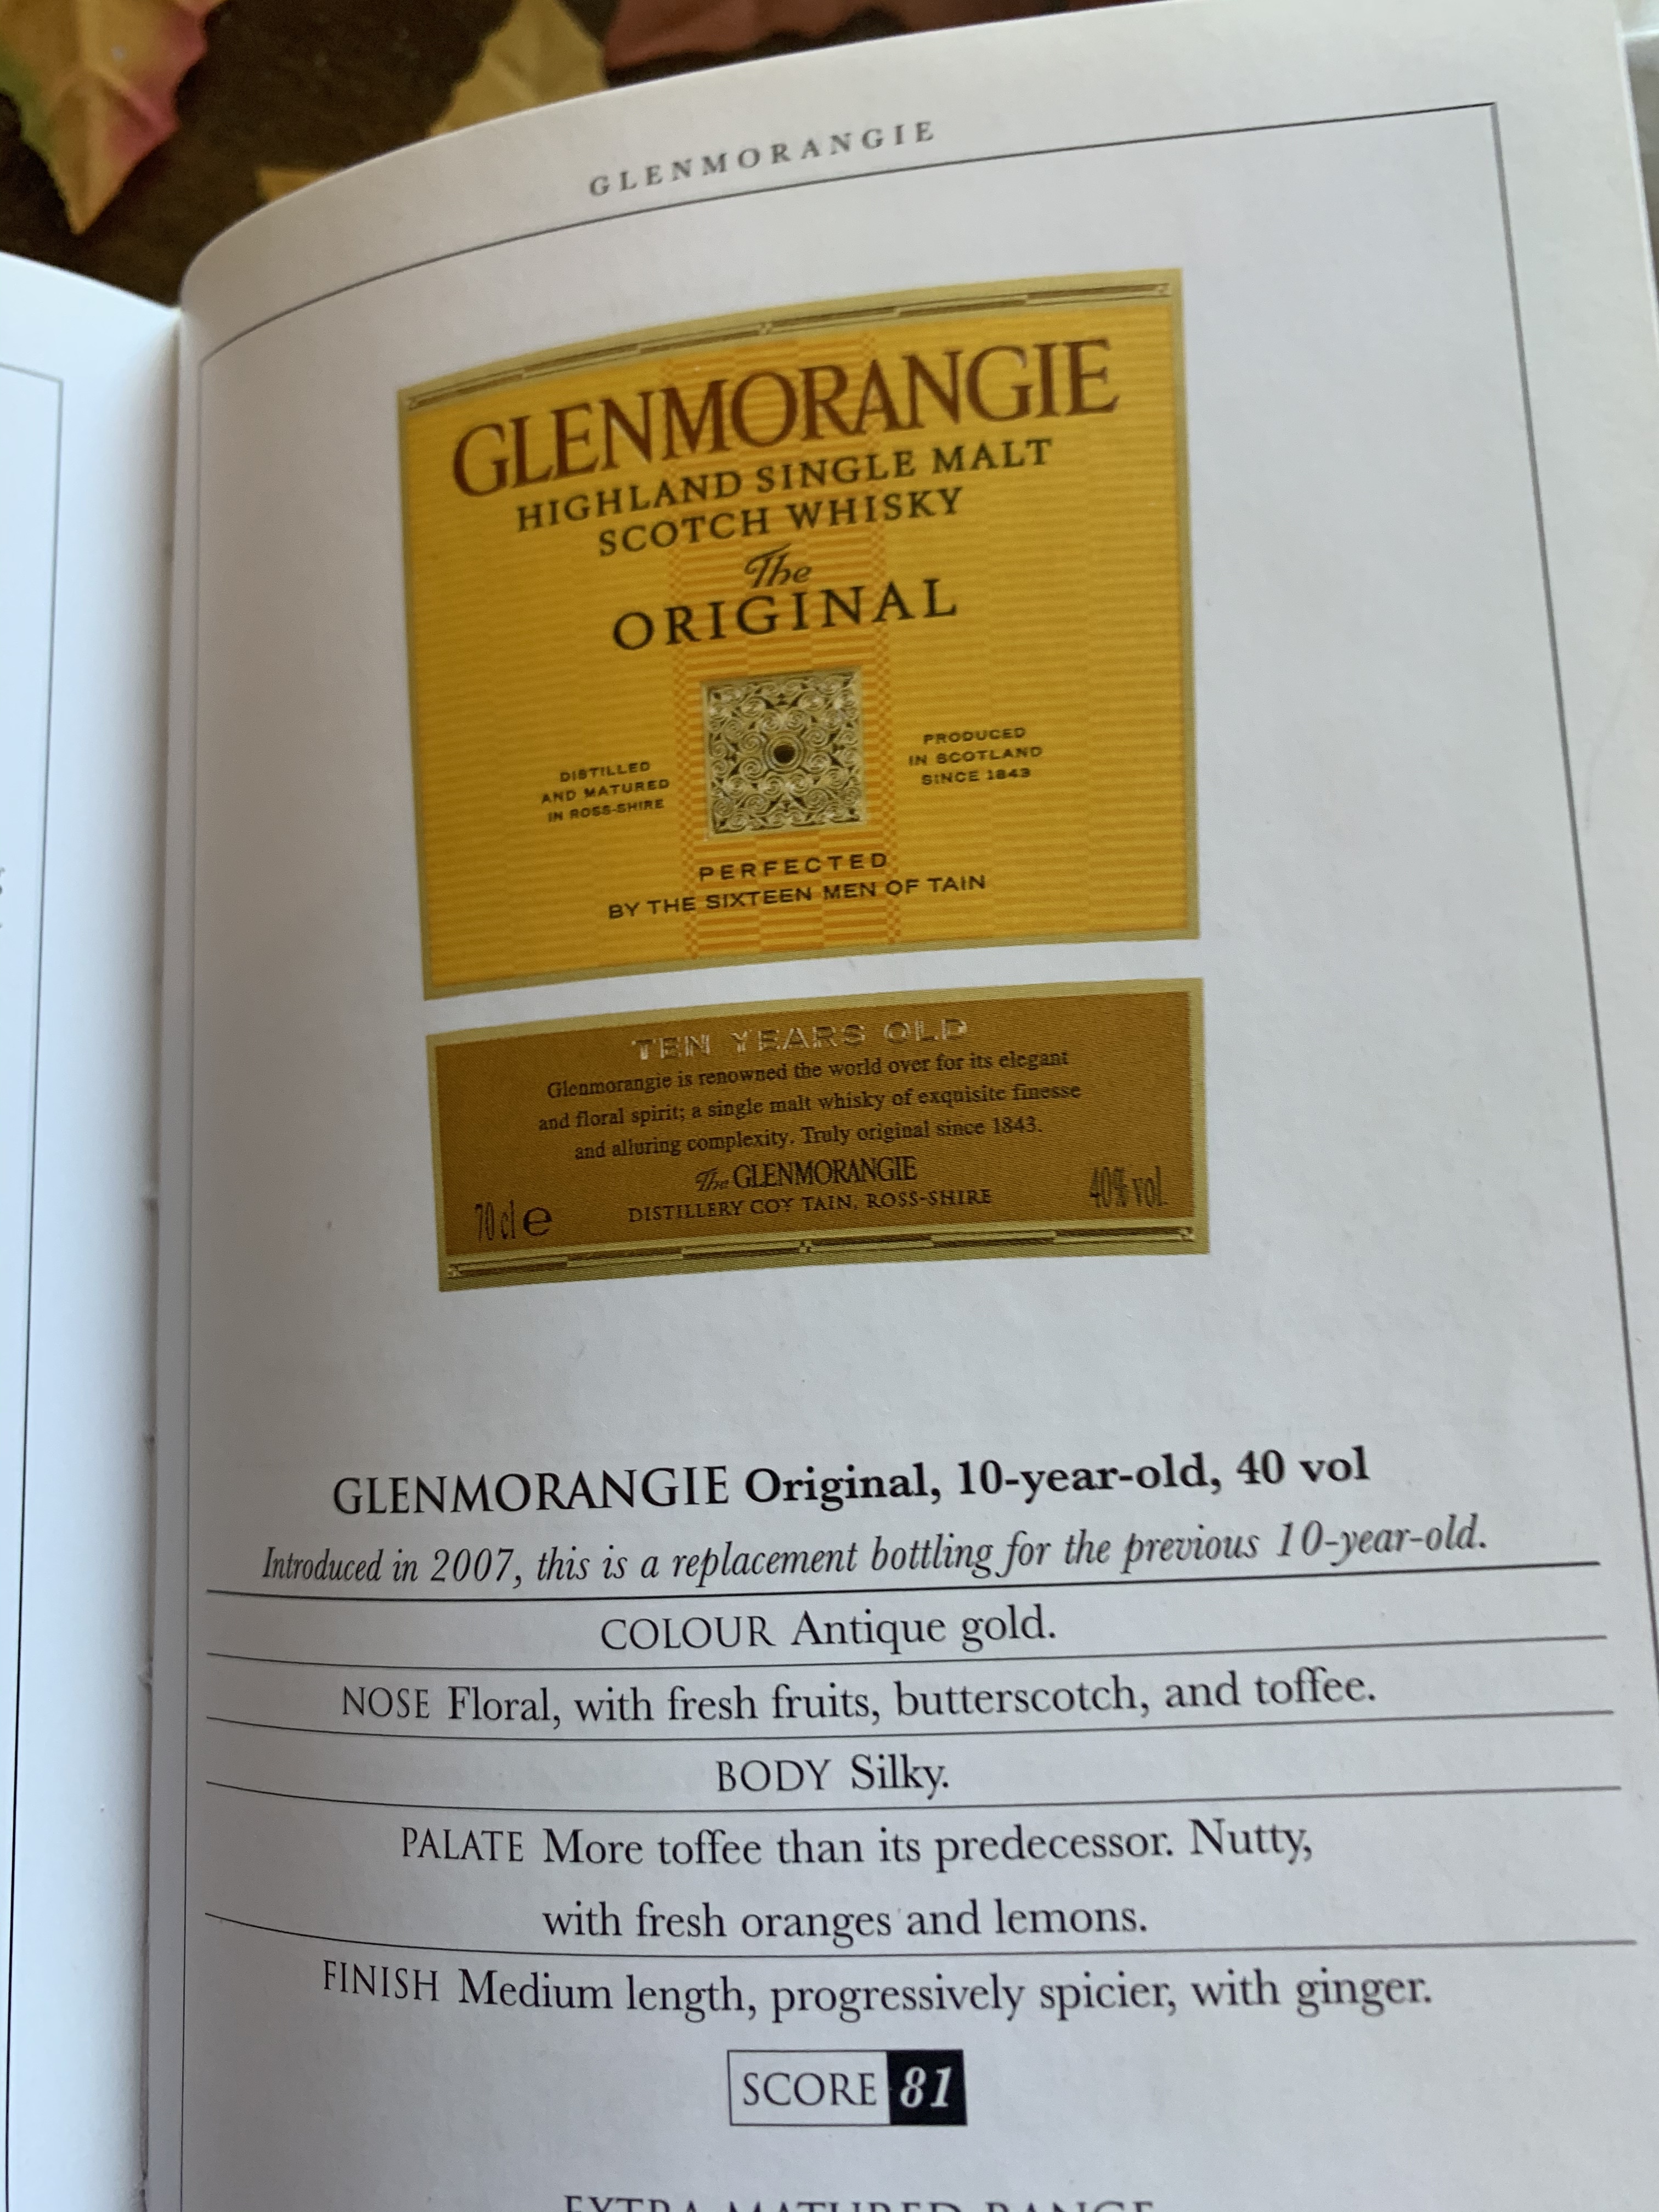 GLENMORANGIE
GLENMORANGIE
HIGHLAND SINGLE MALT
SCOTCH WHISKY
The
ORIGINAL
DISTILLED
AND MATURED
IN ROSS-SHIRE
PRODUCED
IN SCOTLAND
SINCE 1843
PERFECTED
BY THE SIXTEEN MEN OF TAIN
TEN YEARS OLD
Glenmorangie is renowned the world over for its elegant
and floral spirit; a single malt whisky of exquisite finesse
and alluring complexity. Truly original since 1843.
The GLENMORANGIE
DISTILLERY COY TAIN, ROSS-SHIRE
70 cl e
40% vol.
GLENMORANGIE Original, 10-year-old, 40 vol
Introduced in 2007, this is a replacement bottling for the previous 10-year-old.
COLOUR Antique gold.
NOSE Floral, with fresh fruits, butterscotch, and toffee.
BODY Silky.
PALATE More toffee than its predecessor. Nutty,
with fresh oranges and lemons.
FINISH Medium length, progressively spicier, with ginger.
SCORE 81
EXTRA MATURED RANGE